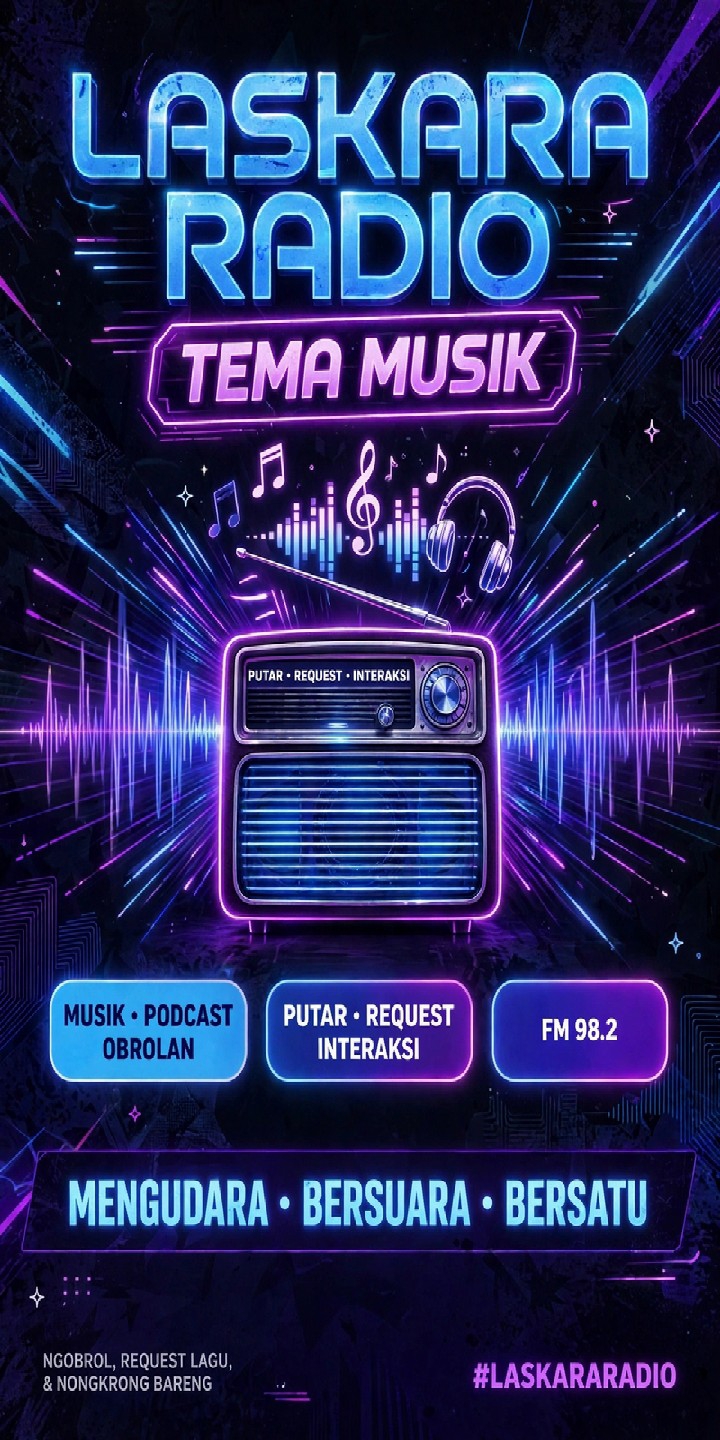 LASKARA
RADIO
TEMA MUSIK
PUTAR • REQUEST • INTERAKSI
MUSIK • PODCAST
OBROLAN
PUTAR • REQUEST
INTERAKSI
FM 98.2
MENGUDARA • BERSUARA • BERSATU
NGOBROL, REQUEST LAGU,
& NONGKRONG BARENG
#LASKARARADIO